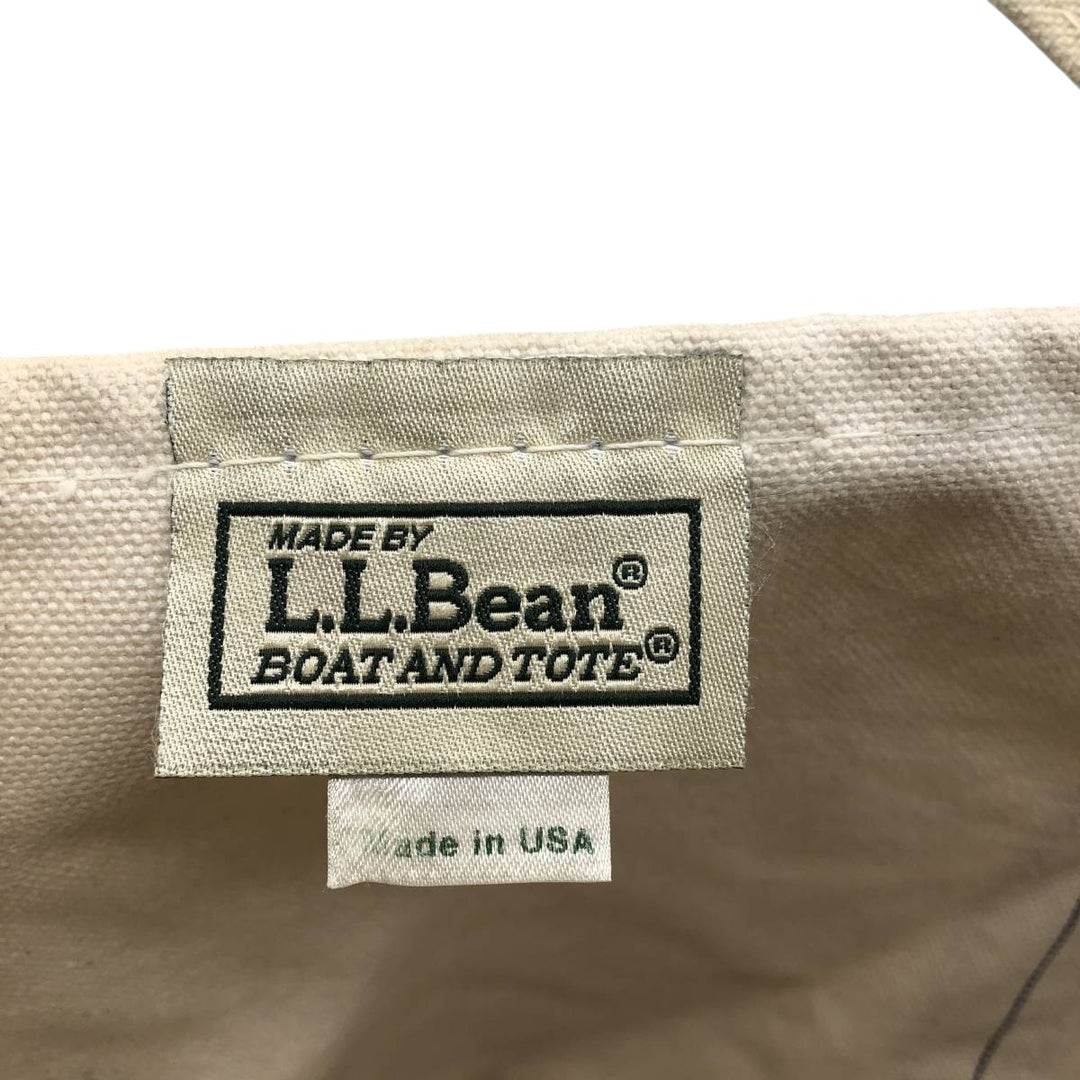 MADE BY
L.L.Bean®
BOAT AND TOTE®
Made in USA